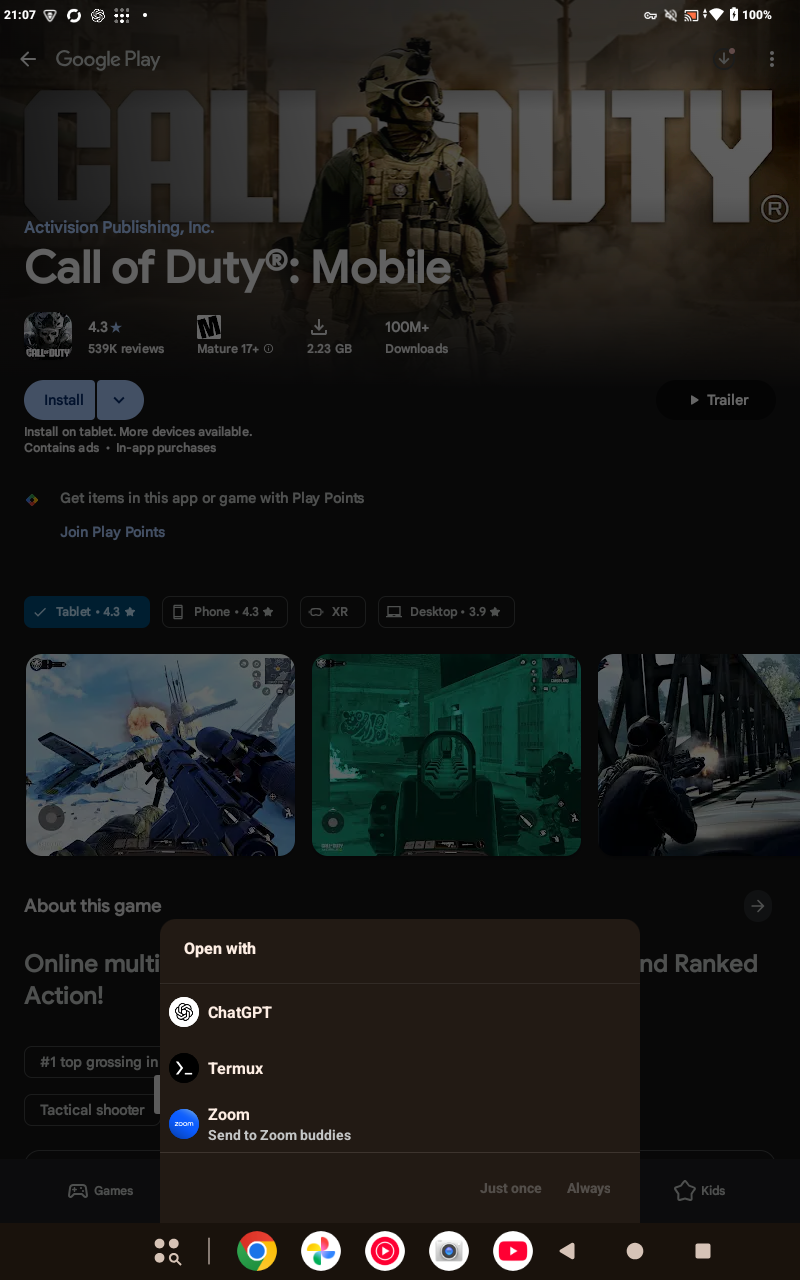 21:07
100%
Google Play
CALL OF DUTY®
Activision Publishing, Inc.
Call of Duty®: Mobile
4.3★
539K reviews
M
Mature 17+
2.23 GB
100M+
Downloads
CALL OF DUTY
Install
Trailer
Install on tablet. More devices available.
Contains ads • In-app purchases
Get items in this app or game with Play Points
Join Play Points
Tablet • 4.3 ★
Phone • 4.3 ★
XR
Desktop • 3.9 ★
About this game
Online multi
nd Ranked
Action!
Open with
ChatGPT
#1 top grossing in
Termux
Tactical shooter
zoom
Zoom
Send to Zoom buddies
Just once
Always
Games
Kids